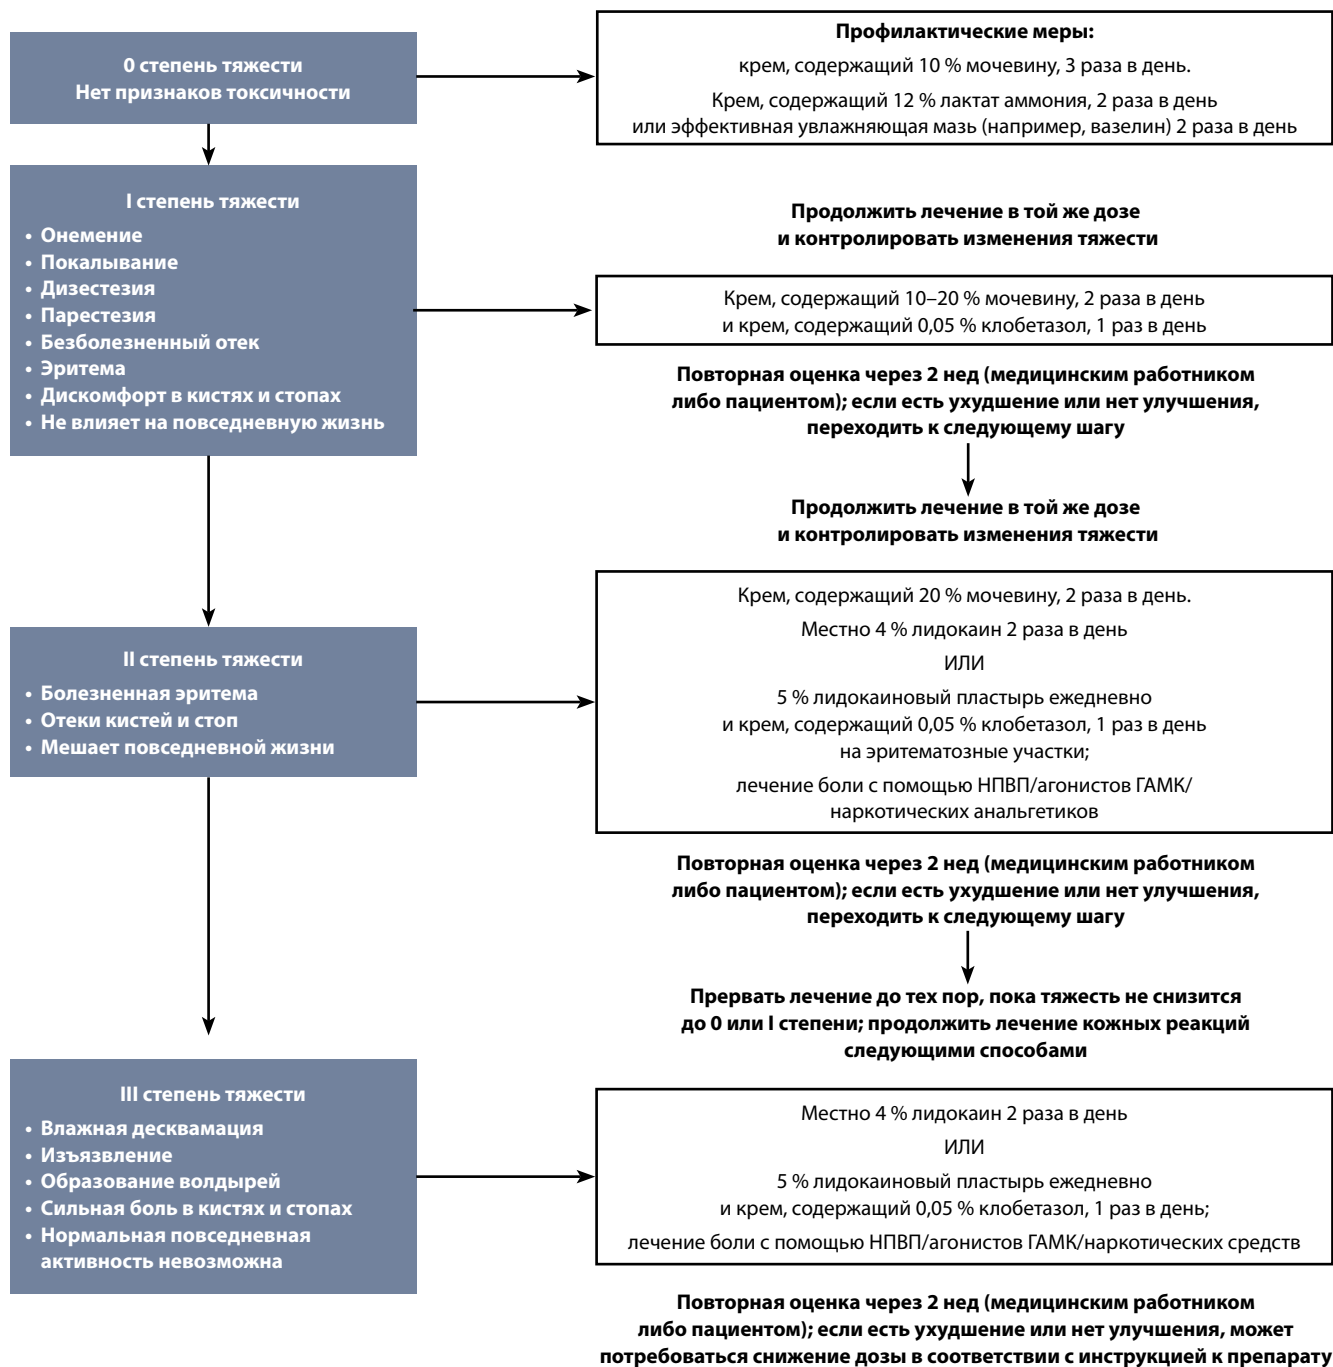 0 степень тяжести
Нет признаков токсичности
Профилактические меры:
крем, содержащий 10 % мочевину, 3 раза в день.
Крем, содержащий 12 % лактат аммония, 2 раза в день
или эффективная увлажняющая мазь (например, вазелин) 2 раза в день
I степень тяжести
• Онемение
• Покалывание
• Дизестезия
• Парестезия
• Безболезненный отек
• Эритема
• Дискомфорт в кистях и стопах
• Не влияет на повседневную жизнь
Продолжить лечение в той же дозе
и контролировать изменения тяжести
Крем, содержащий 10–20 % мочевину, 2 раза в день
и крем, содержащий 0,05 % клобетазол, 1 раз в день
Повторная оценка через 2 нед (медицинским работником
либо пациентом); если есть ухудшение или нет улучшения,
переходить к следующему шагу
Продолжить лечение в той же дозе
и контролировать изменения тяжести
II степень тяжести
• Болезненная эритема
• Отеки кистей и стоп
• Мешает повседневной жизни
Крем, содержащий 20 % мочевину, 2 раза в день.
Местно 4 % лидокаин 2 раза в день
ИЛИ
5 % лидокаиновый пластырь ежедневно
и крем, содержащий 0,05 % клобетазол, 1 раз в день
на эритематозные участки;
лечение боли с помощью НПВП/агонистов ГАМК/
наркотических анальгетиков
Повторная оценка через 2 нед (медицинским работником
либо пациентом); если есть ухудшение или нет улучшения,
переходить к следующему шагу
Прервать лечение до тех пор, пока тяжесть не снизится
до 0 или I степени; продолжить лечение кожных реакций
следующими способами
III степень тяжести
• Влажная десквамация
• Изъязвление
• Образование волдырей
• Сильная боль в кистях и стопах
• Нормальная повседневная
активность невозможна
Местно 4 % лидокаин 2 раза в день
ИЛИ
5 % лидокаиновый пластырь ежедневно
и крем, содержащий 0,05 % клобетазол, 1 раз в день;
лечение боли с помощью НПВП/агонистов ГАМК/наркотических средств
Повторная оценка через 2 нед (медицинским работником
либо пациентом); если есть ухудшение или нет улучшения, может
потребоваться снижение дозы в соответствии с инструкцией к препарату